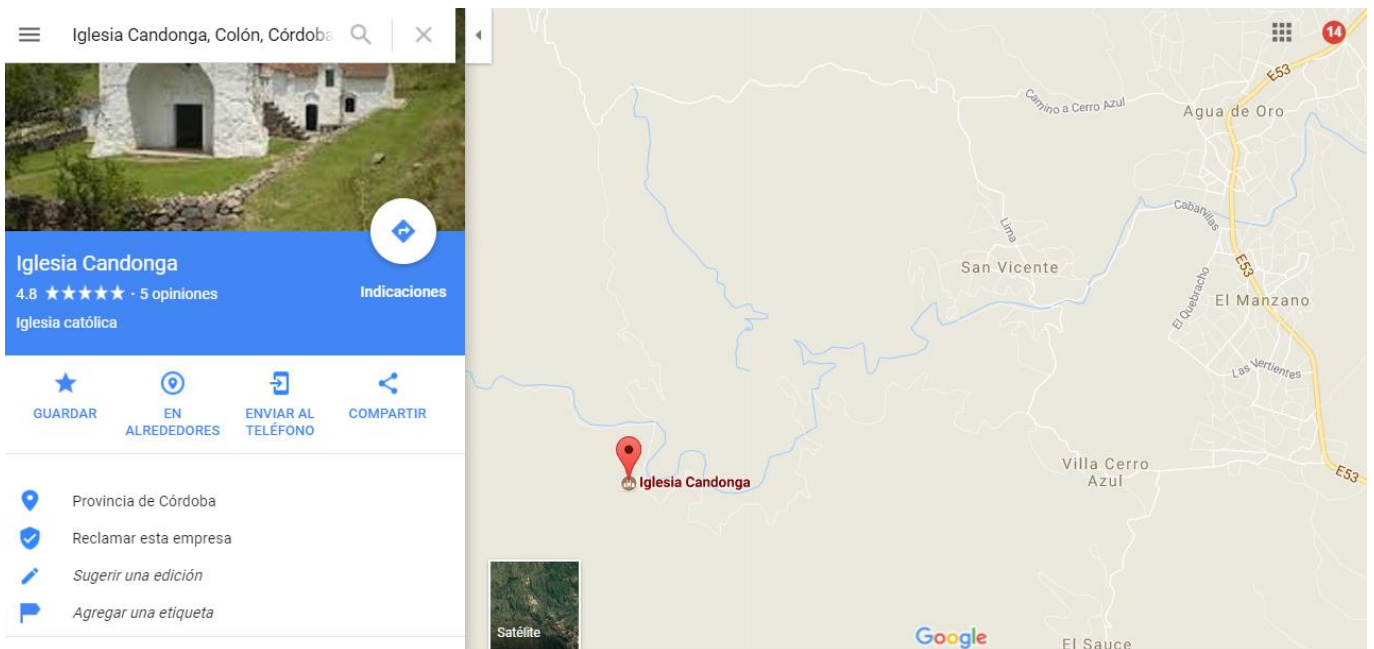 Iglesia Candonga, Colón, Córdoba
Iglesia Candonga
4.8 ★★★★★ · 5 opiniones
Indicaciones
Iglesia católica
GUARDAR
EN
ALREDEDORES
ENVIAR AL
TELÉFONO
COMPARTIR
Provincia de Córdoba
Reclamar esta empresa
Sugerir una edición
Agregar una etiqueta
14
E53
Camino a Cerro Azul
Agua de Oro
Cabanillas
Lima
San Vicente
E53
El Quebracho
El Manzano
Las Vertientes
Villa Cerro
Azul
E53
Iglesia Candonga
Satélite
Google
El Sauce